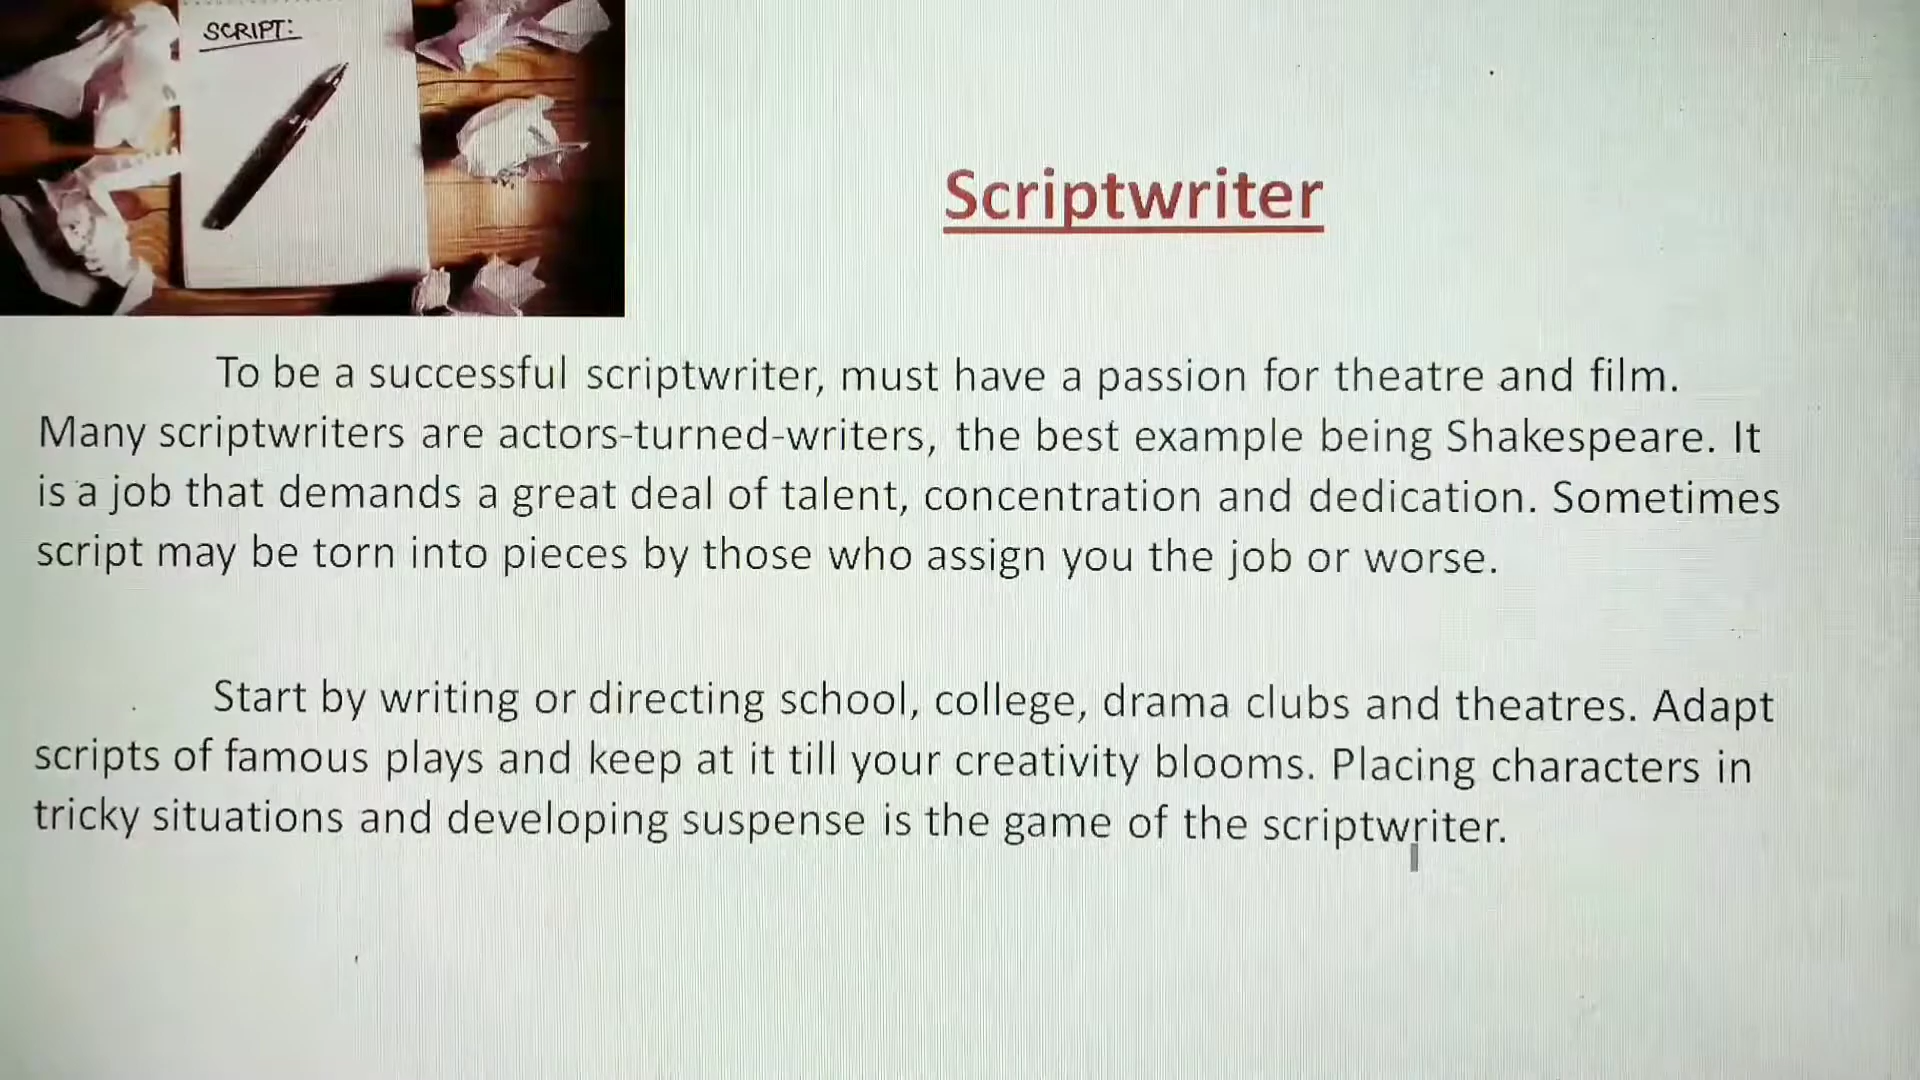 SCRIPT:
Scriptwriter
To be a successful scriptwriter, must have a passion for theatre and film.
Many scriptwriters are actors-turned-writers, the best example being Shakespeare. It
is a job that demands a great deal of talent, concentration and dedication. Sometimes
script may be torn into pieces by those who assign you the job or worse.
Start by writing or directing school, college, drama clubs and theatres. Adapt
scripts of famous plays and keep at it till your creativity blooms. Placing characters in
tricky situations and developing suspense is the game of the scriptwriter.